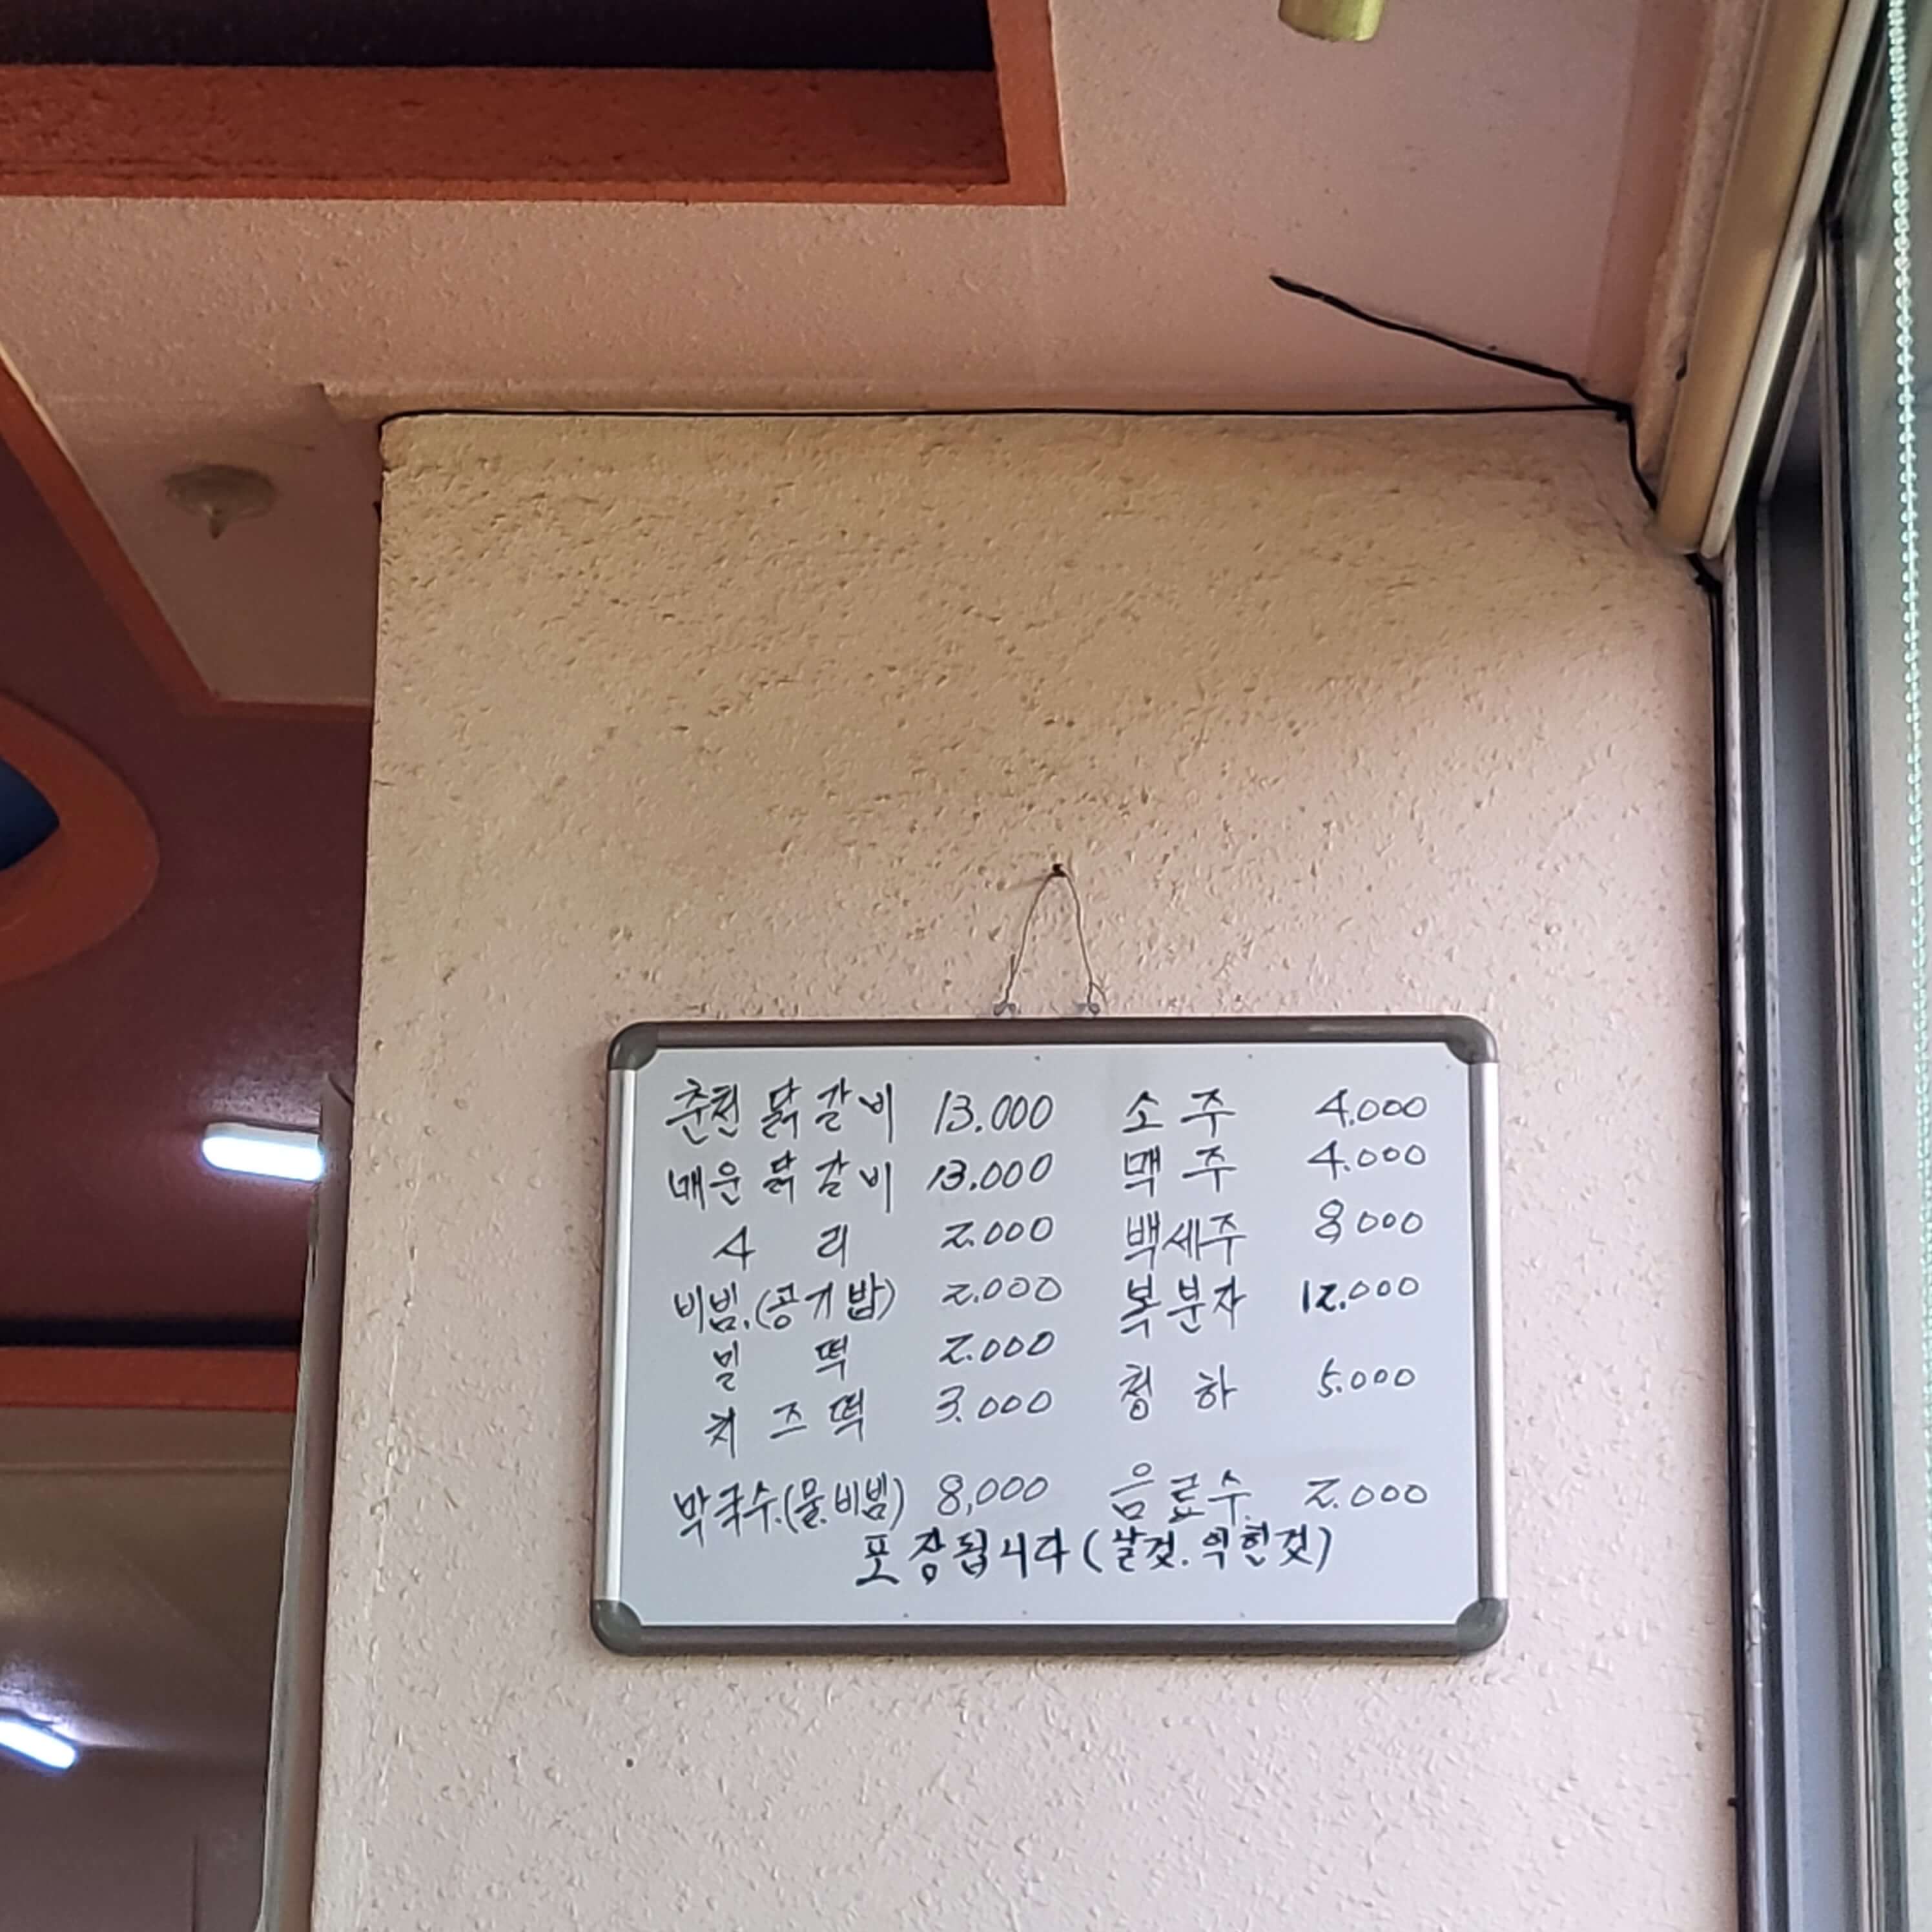 춘천닭갈비 13.000 소주 4.000
매운닭갈비 13.000 맥주 4.000
사리 2.000 백세주 8,000
비빔.(공기밥) 2.000 복분자 12.000
밀떡 2.000
치즈떡 3.000 청하 5.000
막국수.(물.비빔) 8,000 음료수. 2.000
포장됩니다(날것.익힌것)